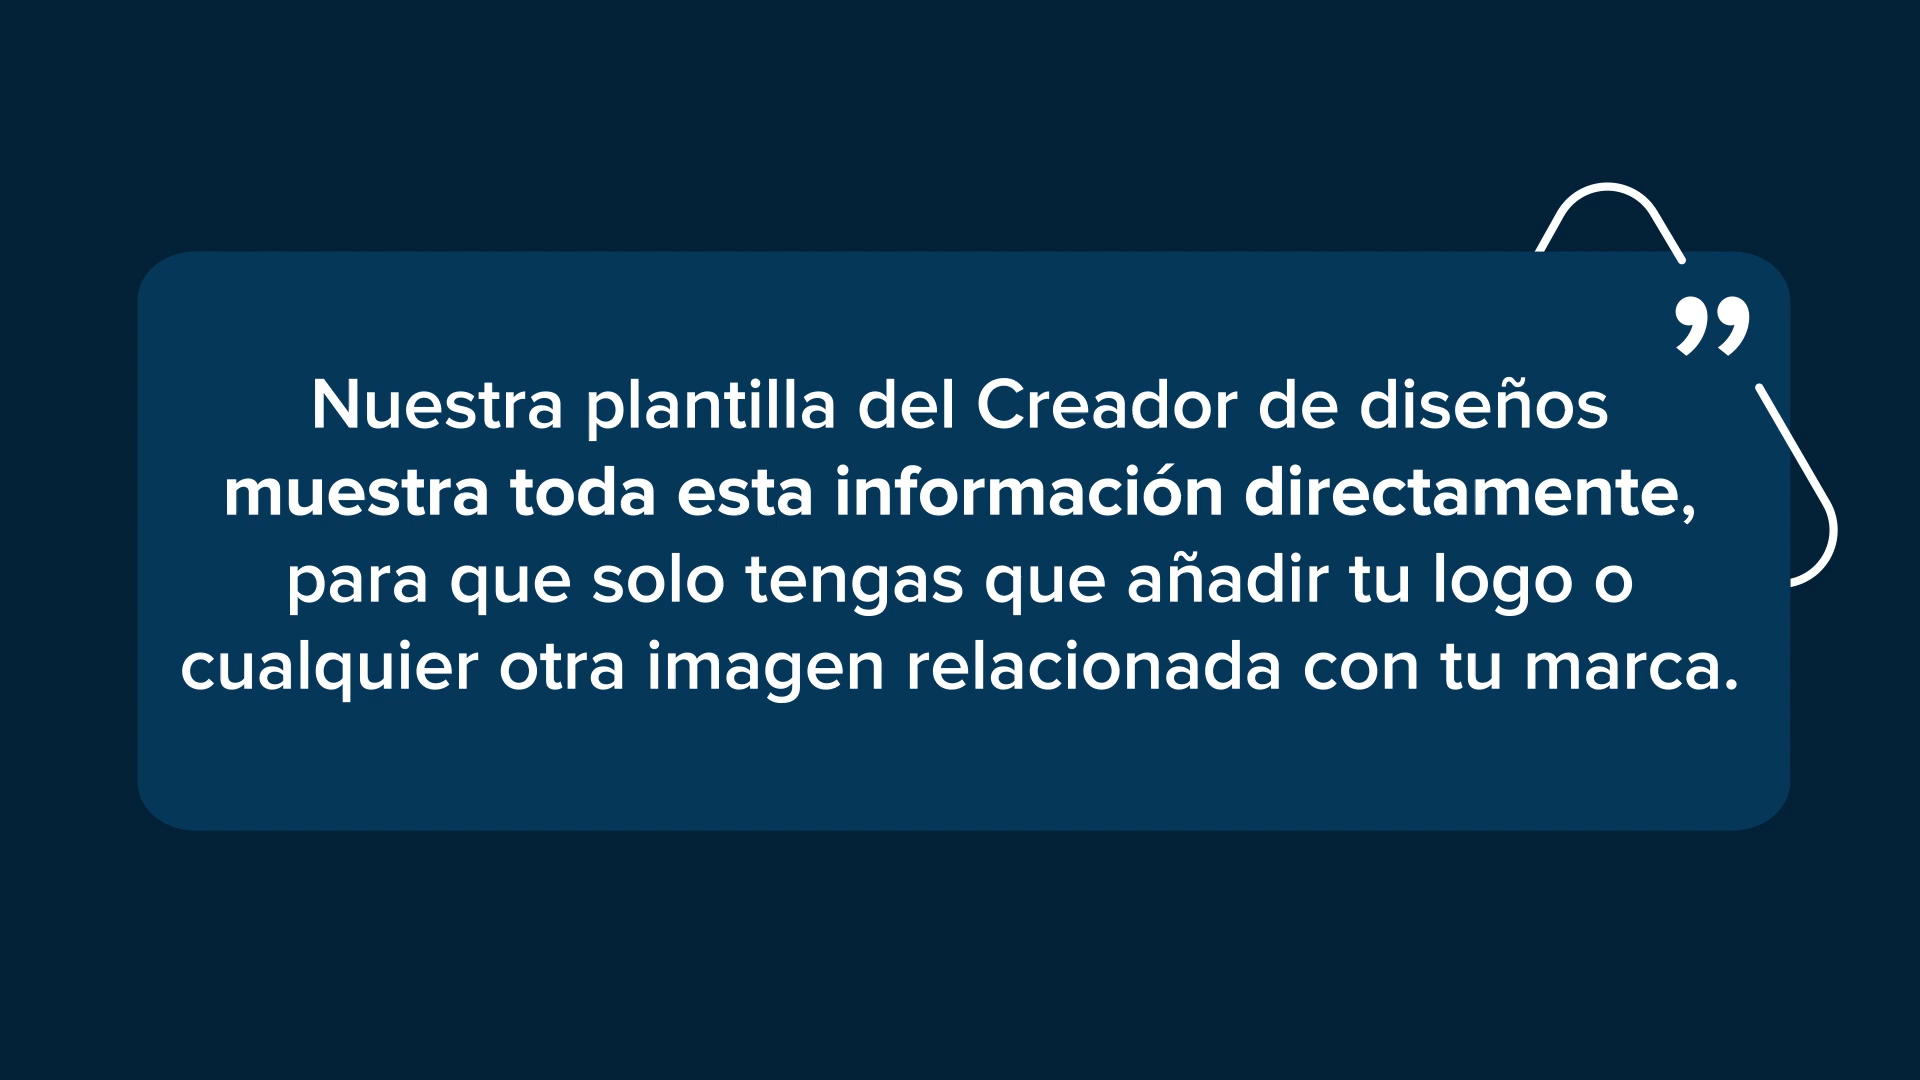 ”
Nuestra plantilla del Creador de diseños
muestra toda esta información directamente,
para que solo tengas que añadir tu logo o
cualquier otra imagen relacionada con tu marca.